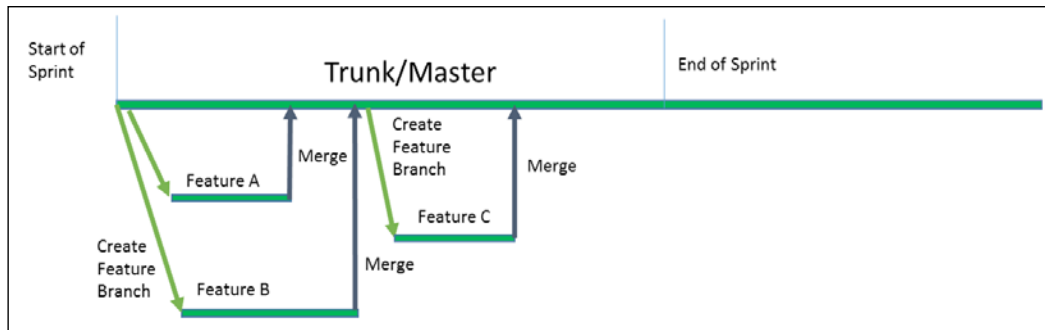 Start of
Sprint
Trunk/Master
End of Sprint
Create
Feature
Branch
Merge
Merge
Feature A
Feature C
Create
Feature
Branch
Merge
Feature B